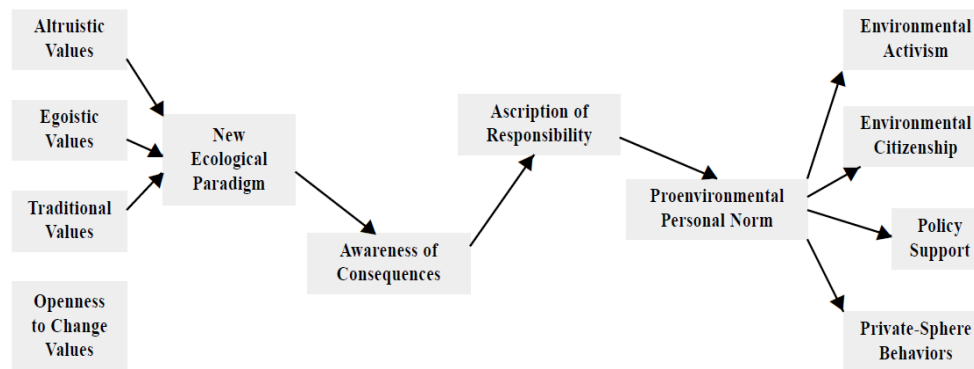 Altruistic
Values
Egoistic
Values
Traditional
Values
Openness
to Change
Values
New
Ecological
Paradigm
Awareness of
Consequences
Ascription of
Responsibility
Proenvironmental
Personal Norm
Environmental
Activism
Environmental
Citizenship
Policy
Support
Private-Sphere
Behaviors